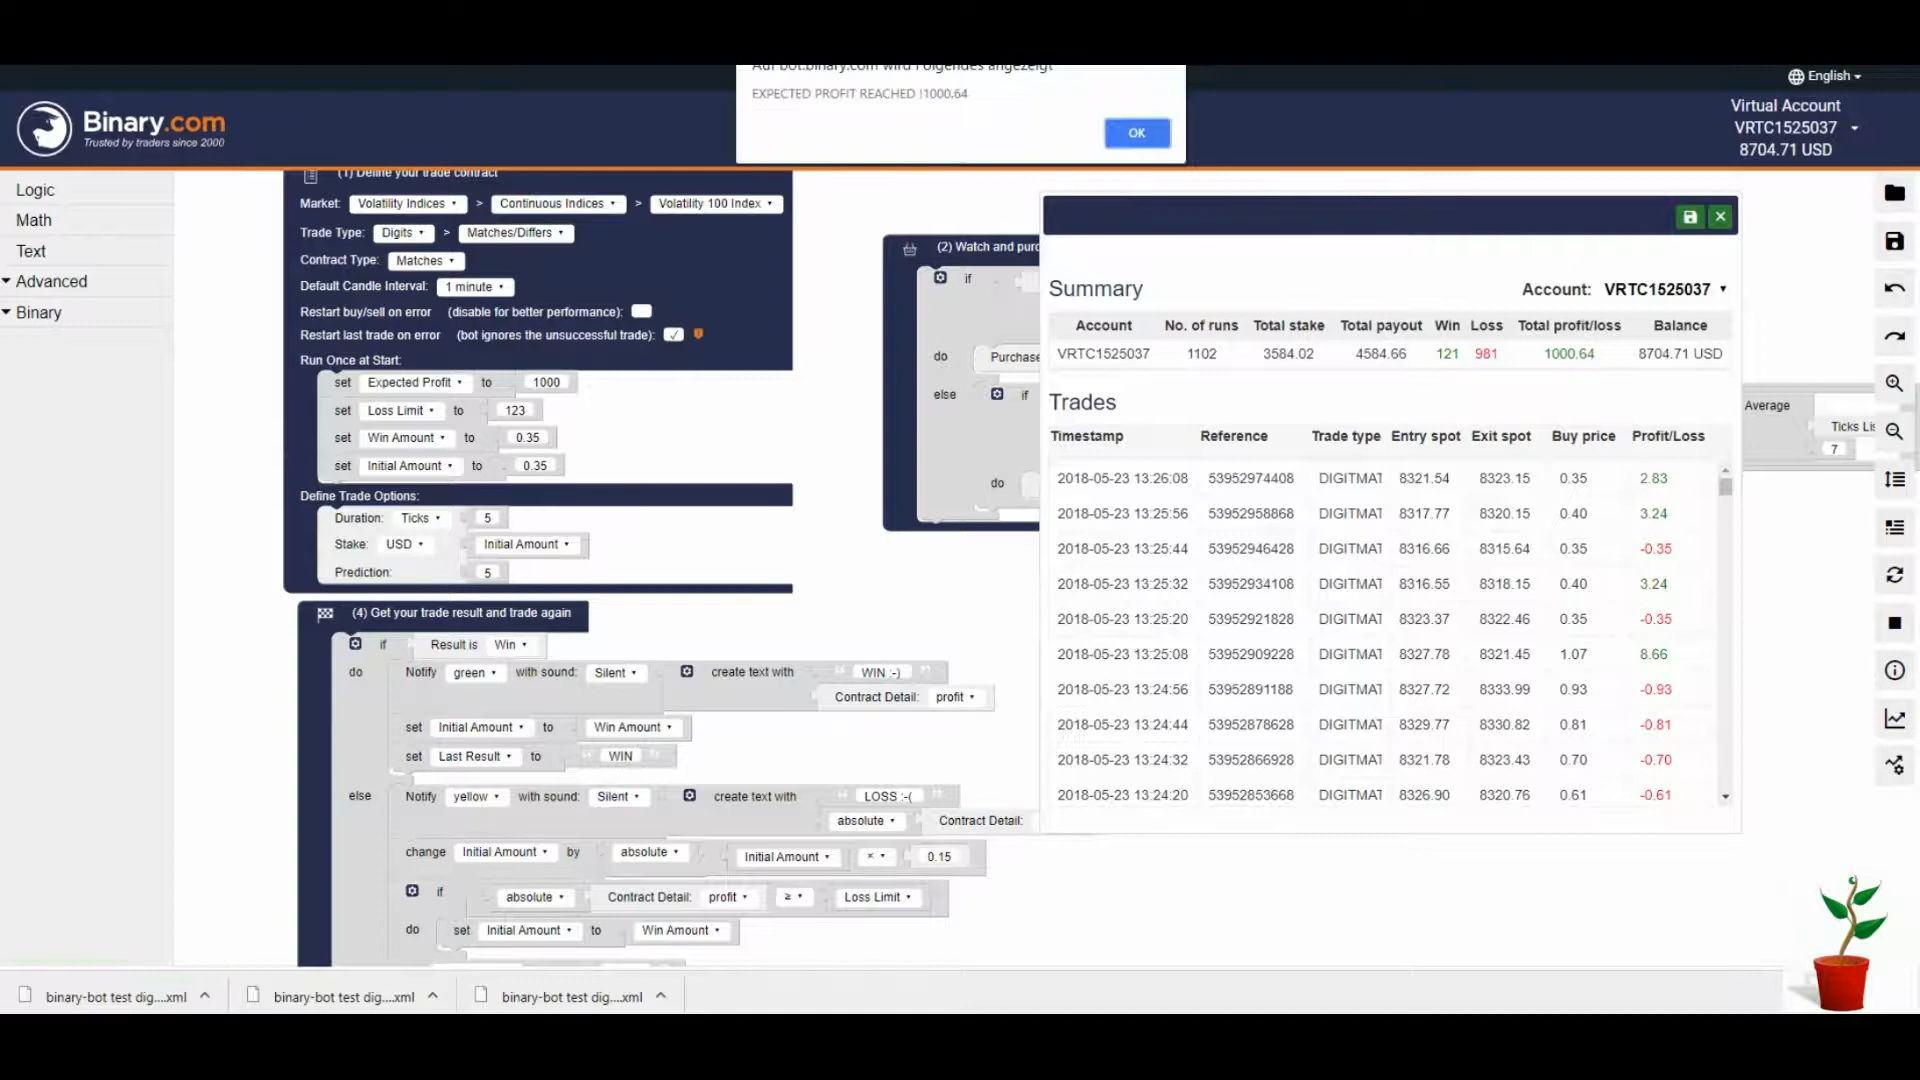 Auf bot.binary.com wird Folgendes angezeigt
EXPECTED PROFIT REACHED !1000.64
OK
English
Binary.com
Trusted by traders since 2000
Virtual Account
VRTC1525037
8704.71 USD
Logic
Math
Text
Advanced
Binary
(1) Define your trade contract
Market: Volatility Indices > Continuous Indices > Volatility 100 Index
Trade Type: Digits > Matches/Differs
Contract Type: Matches
Default Candle Interval: 1 minute
Restart buy/sell on error (disable for better performance):
Restart last trade on error (bot ignores the unsuccessful trade): ✓
Run Once at Start:
set Expected Profit to 1000
set Loss Limit to 123
set Win Amount to 0.35
set Initial Amount to 0.35
Define Trade Options:
Duration: Ticks 5
Stake: USD Initial Amount
Prediction: 5
(4) Get your trade result and trade again
if Result is Win
do Notify green with sound: Silent create text with “ WIN :-) ”
Contract Detail: profit
set Initial Amount to Win Amount
set Last Result to “ WIN ”
else Notify yellow with sound: Silent create text with “ LOSS :-( ”
absolute Contract Detail:
change Initial Amount by absolute Initial Amount × 0.15
if absolute Contract Detail: profit ≥ Loss Limit
do set Initial Amount to Win Amount
(2) Watch and purc
if
do Purchase
else if
do
Summary
Account: VRTC1525037
Account No. of runs Total stake Total payout Win Loss Total profit/loss Balance
VRTC1525037 1102 3584.02 4584.66 121 981 1000.64 8704.71 USD
Trades
Timestamp Reference Trade type Entry spot Exit spot Buy price Profit/Loss
2018-05-23 13:26:08 53952974408 DIGITMAT 8321.54 8323.15 0.35 2.83
2018-05-23 13:25:56 53952958868 DIGITMAT 8317.77 8320.15 0.40 3.24
2018-05-23 13:25:44 53952946428 DIGITMAT 8316.66 8315.64 0.35 -0.35
2018-05-23 13:25:32 53952934108 DIGITMAT 8316.55 8318.15 0.40 3.24
2018-05-23 13:25:20 53952921828 DIGITMAT 8323.37 8322.46 0.35 -0.35
2018-05-23 13:25:08 53952909228 DIGITMAT 8327.78 8321.45 1.07 8.66
2018-05-23 13:24:56 53952891188 DIGITMAT 8327.72 8333.99 0.93 -0.93
2018-05-23 13:24:44 53952878628 DIGITMAT 8329.77 8330.82 0.81 -0.81
2018-05-23 13:24:32 53952866928 DIGITMAT 8321.78 8323.43 0.70 -0.70
2018-05-23 13:24:20 53952853668 DIGITMAT 8326.90 8320.76 0.61 -0.61
Average
Ticks Lis
7
binary-bot test dig....xml
binary-bot test dig....xml
binary-bot test dig....xml